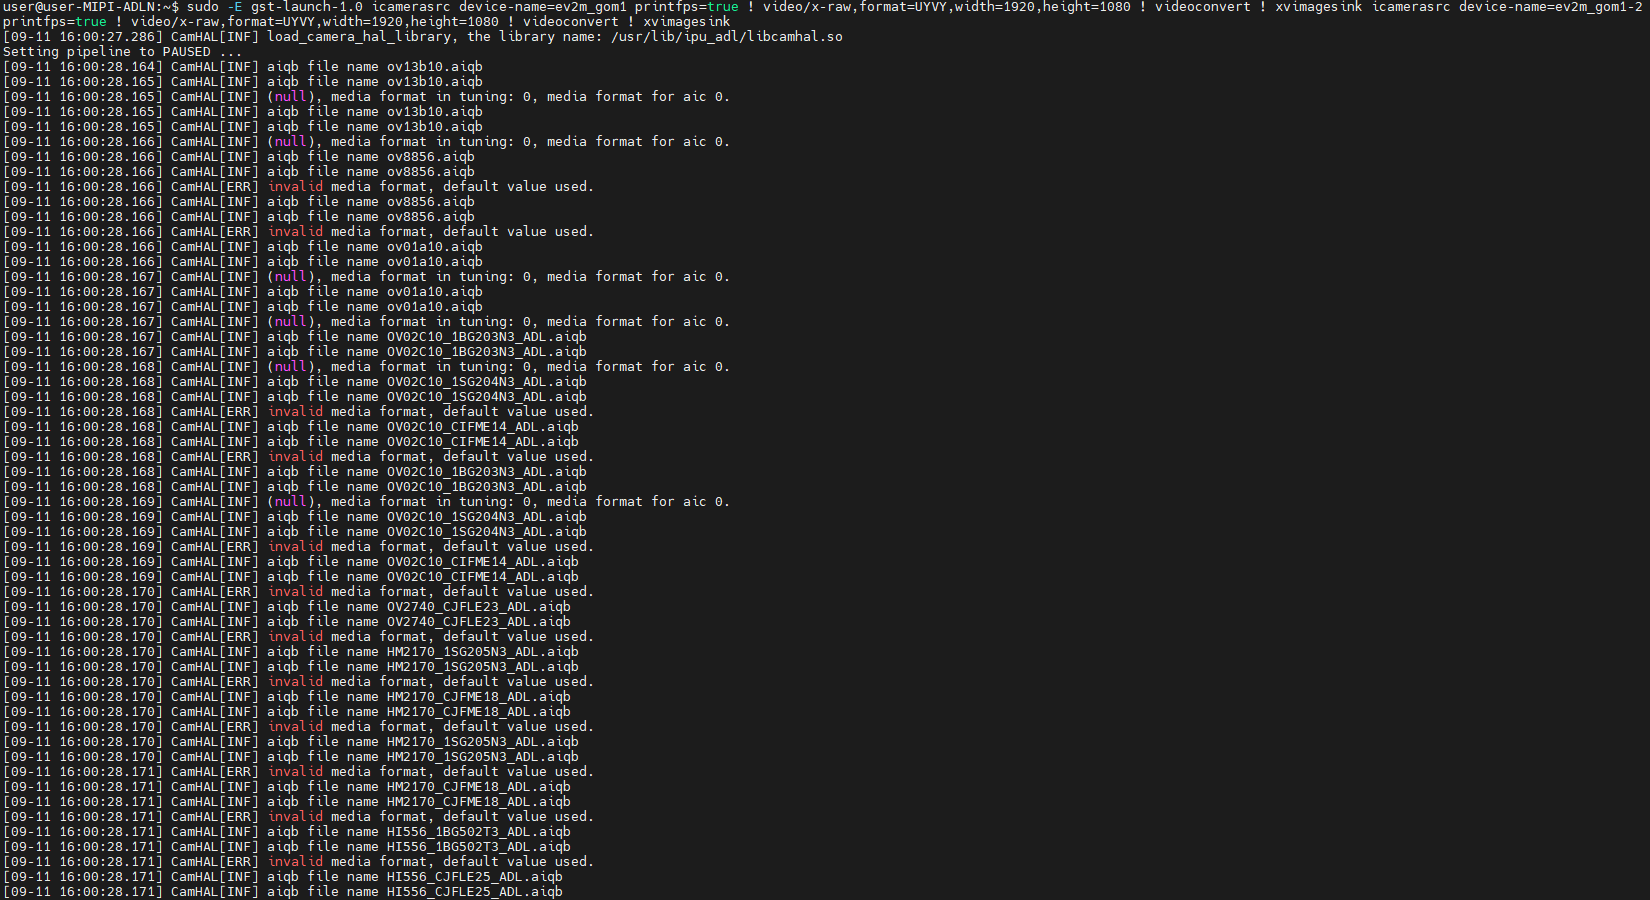 user@user-MIPI-ADLN:~$ sudo -E gst-launch-1.0 icamerasrc device-name=ev2m_gom1 printfps=true ! video/x-raw,format=UYVY,width=1920,height=1080 ! videoconvert ! xvimagesink icamerasrc device-name=ev2m_gom1-2
printfps=true ! video/x-raw,format=UYVY,width=1920,height=1080 ! videoconvert ! xvimagesink
[09-11 16:00:27.286] CamHAL[INF] load_camera_hal_library, the library name: /usr/lib/ipu_adl/libcamhal.so
Setting pipeline to PAUSED ...
[09-11 16:00:28.164] CamHAL[INF] aiqb file name ov13b10.aiqb
[09-11 16:00:28.165] CamHAL[INF] aiqb file name ov13b10.aiqb
[09-11 16:00:28.165] CamHAL[INF] (null), media format in tuning: 0, media format for aic 0.
[09-11 16:00:28.165] CamHAL[INF] aiqb file name ov13b10.aiqb
[09-11 16:00:28.165] CamHAL[INF] aiqb file name ov13b10.aiqb
[09-11 16:00:28.166] CamHAL[INF] (null), media format in tuning: 0, media format for aic 0.
[09-11 16:00:28.166] CamHAL[INF] aiqb file name ov8856.aiqb
[09-11 16:00:28.166] CamHAL[INF] aiqb file name ov8856.aiqb
[09-11 16:00:28.166] CamHAL[ERR] invalid media format, default value used.
[09-11 16:00:28.166] CamHAL[INF] aiqb file name ov8856.aiqb
[09-11 16:00:28.166] CamHAL[INF] aiqb file name ov8856.aiqb
[09-11 16:00:28.166] CamHAL[ERR] invalid media format, default value used.
[09-11 16:00:28.166] CamHAL[INF] aiqb file name ov01a10.aiqb
[09-11 16:00:28.166] CamHAL[INF] aiqb file name ov01a10.aiqb
[09-11 16:00:28.167] CamHAL[INF] (null), media format in tuning: 0, media format for aic 0.
[09-11 16:00:28.167] CamHAL[INF] aiqb file name ov01a10.aiqb
[09-11 16:00:28.167] CamHAL[INF] aiqb file name ov01a10.aiqb
[09-11 16:00:28.167] CamHAL[INF] (null), media format in tuning: 0, media format for aic 0.
[09-11 16:00:28.167] CamHAL[INF] aiqb file name OV02C10_1BG203N3_ADL.aiqb
[09-11 16:00:28.167] CamHAL[INF] aiqb file name OV02C10_1BG203N3_ADL.aiqb
[09-11 16:00:28.168] CamHAL[INF] (null), media format in tuning: 0, media format for aic 0.
[09-11 16:00:28.168] CamHAL[INF] aiqb file name OV02C10_1SG204N3_ADL.aiqb
[09-11 16:00:28.168] CamHAL[INF] aiqb file name OV02C10_1SG204N3_ADL.aiqb
[09-11 16:00:28.168] CamHAL[ERR] invalid media format, default value used.
[09-11 16:00:28.168] CamHAL[INF] aiqb file name OV02C10_CIFME14_ADL.aiqb
[09-11 16:00:28.168] CamHAL[INF] aiqb file name OV02C10_CIFME14_ADL.aiqb
[09-11 16:00:28.168] CamHAL[ERR] invalid media format, default value used.
[09-11 16:00:28.168] CamHAL[INF] aiqb file name OV02C10_1BG203N3_ADL.aiqb
[09-11 16:00:28.168] CamHAL[INF] aiqb file name OV02C10_1BG203N3_ADL.aiqb
[09-11 16:00:28.169] CamHAL[INF] (null), media format in tuning: 0, media format for aic 0.
[09-11 16:00:28.169] CamHAL[INF] aiqb file name OV02C10_1SG204N3_ADL.aiqb
[09-11 16:00:28.169] CamHAL[INF] aiqb file name OV02C10_1SG204N3_ADL.aiqb
[09-11 16:00:28.169] CamHAL[ERR] invalid media format, default value used.
[09-11 16:00:28.169] CamHAL[INF] aiqb file name OV02C10_CIFME14_ADL.aiqb
[09-11 16:00:28.169] CamHAL[INF] aiqb file name OV02C10_CIFME14_ADL.aiqb
[09-11 16:00:28.170] CamHAL[ERR] invalid media format, default value used.
[09-11 16:00:28.170] CamHAL[INF] aiqb file name OV2740_CJFLE23_ADL.aiqb
[09-11 16:00:28.170] CamHAL[INF] aiqb file name OV2740_CJFLE23_ADL.aiqb
[09-11 16:00:28.170] CamHAL[ERR] invalid media format, default value used.
[09-11 16:00:28.170] CamHAL[INF] aiqb file name HM2170_1SG205N3_ADL.aiqb
[09-11 16:00:28.170] CamHAL[INF] aiqb file name HM2170_1SG205N3_ADL.aiqb
[09-11 16:00:28.170] CamHAL[ERR] invalid media format, default value used.
[09-11 16:00:28.170] CamHAL[INF] aiqb file name HM2170_CJFME18_ADL.aiqb
[09-11 16:00:28.170] CamHAL[INF] aiqb file name HM2170_CJFME18_ADL.aiqb
[09-11 16:00:28.170] CamHAL[ERR] invalid media format, default value used.
[09-11 16:00:28.170] CamHAL[INF] aiqb file name HM2170_1SG205N3_ADL.aiqb
[09-11 16:00:28.170] CamHAL[INF] aiqb file name HM2170_1SG205N3_ADL.aiqb
[09-11 16:00:28.171] CamHAL[ERR] invalid media format, default value used.
[09-11 16:00:28.171] CamHAL[INF] aiqb file name HM2170_CJFME18_ADL.aiqb
[09-11 16:00:28.171] CamHAL[INF] aiqb file name HM2170_CJFME18_ADL.aiqb
[09-11 16:00:28.171] CamHAL[ERR] invalid media format, default value used.
[09-11 16:00:28.171] CamHAL[INF] aiqb file name HI556_1BG502T3_ADL.aiqb
[09-11 16:00:28.171] CamHAL[INF] aiqb file name HI556_1BG502T3_ADL.aiqb
[09-11 16:00:28.171] CamHAL[ERR] invalid media format, default value used.
[09-11 16:00:28.171] CamHAL[INF] aiqb file name HI556_CJFLE25_ADL.aiqb
[09-11 16:00:28.171] CamHAL[INF] aiqb file name HI556_CJFLE25_ADL.aiqb